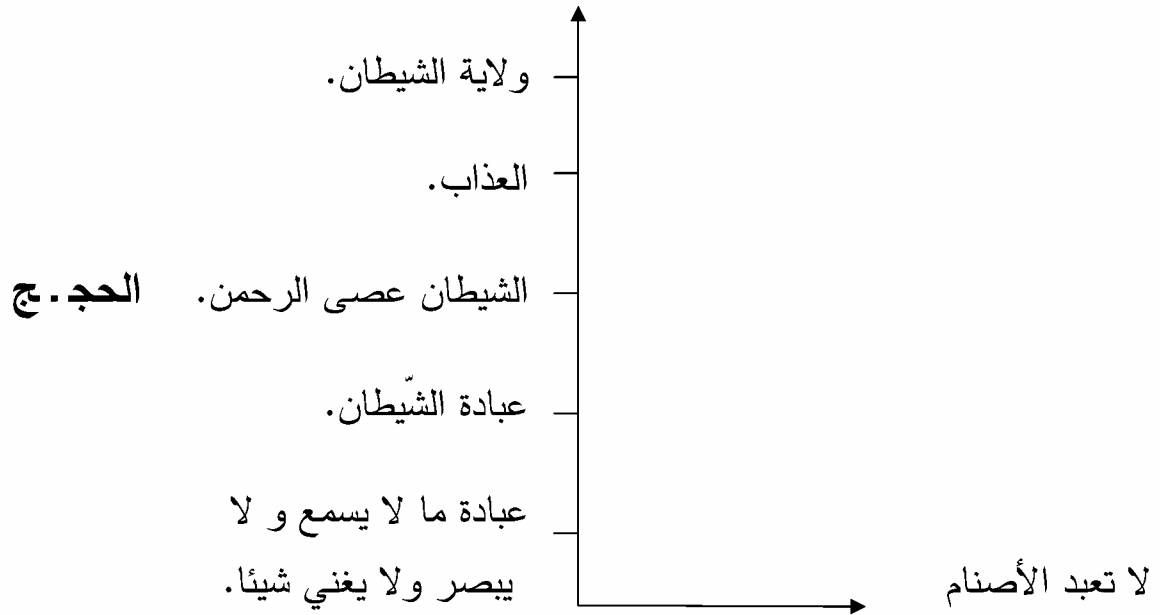 ولاية الشيطان.
العذاب.
الشيطان عصى الرحمن.
الحجـ.ـج
عبادة الشّيطان.
عبادة ما لا يسمع و لا
يبصر ولا يغني شيئا.
لا تعبد الأصنام